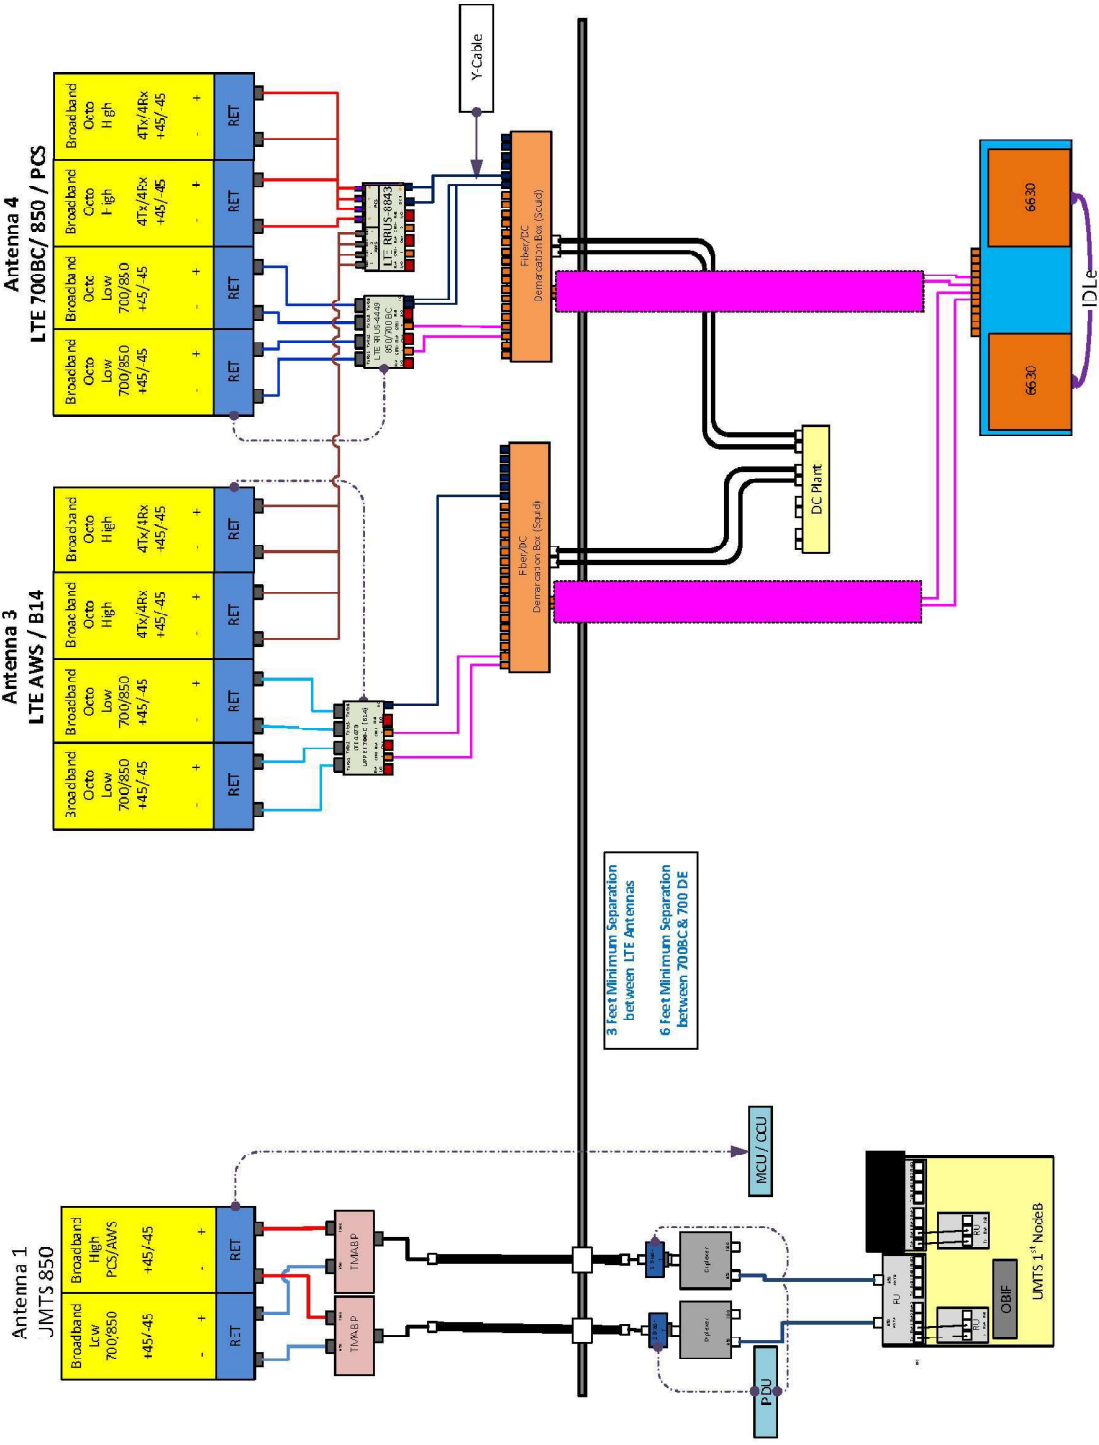 Antenna 1
UMTS 850
Antenna 3
LTE AWS / B14
Antenna 4
LTE 700BC/ 850 / PCS
Broadband
Low
700/850
+45/-45
- +
RET
Broadband
High
PCS/AWS
+45/-45
- +
RET
Broadband
Octo
Low
700/850
+45/-45
- +
RET
Broadband
Octo
Low
700/850
+45/-45
- +
RET
Broadband
Octo
High
4Tx/4Rx
+45/-45
- +
RET
Broadband
Octo
High
4Tx/4Rx
+45/-45
- +
RET
Broadband
Octo
Low
700/850
+45/-45
- +
RET
Broadband
Octo
Low
700/850
+45/-45
- +
RET
Broadband
Octo
High
4Tx/4Rx
+45/-45
- +
RET
Broadband
Octo
High
4Tx/4Rx
+45/-45
- +
RET
TMABP
TMABP
LTE RRUS-4449
850/700BC
LTE RRUS-8843
PCS
Y-Cable
Fiber/DC
Demarcation Box (Squid)
Fiber/DC
Demarcation Box (Squid)
3 Feet Minimum Separation
between LTE Antennas
6 Feet Minimum Separation
between 700BC & 700 DE
Diplexer
Diplexer
PDU
MCU / CCU
DC Plant
RU
RU
OBIF
UMTS 1st NodeB
6630
6630
IDLe